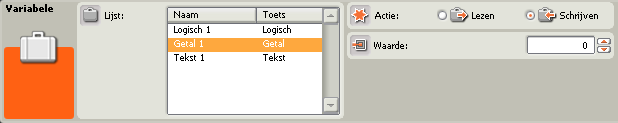 Variabele
Lijst:
Naam Toets
Logisch 1 Logisch
Getal 1 Getal
Tekst 1 Tekst
Actie: Lezen Schrijven
Waarde: 0